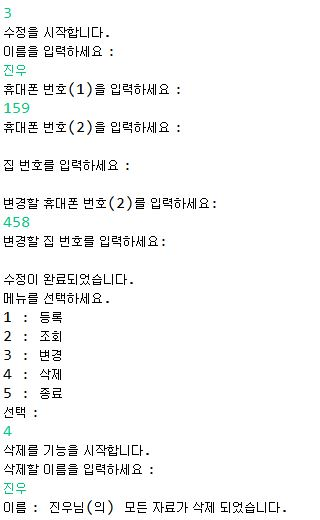 3
수정을 시작합니다.
이름을 입력하세요 :
진우
휴대폰 번호(1)을 입력하세요 :
159
휴대폰 번호(2)을 입력하세요 :
집 번호를 입력하세요 :
변경할 휴대폰 번호(2)를 입력하세요:
458
변경할 집 번호를 입력하세요:
수정이 완료되었습니다.
메뉴를 선택하세요.
1 : 등록
2 : 조회
3 : 변경
4 : 삭제
5 : 종료
선택 :
4
삭제를 기능을 시작합니다.
삭제할 이름을 입력하세요 :
진우
이름 : 진우님(의) 모든 자료가 삭제 되었습니다.